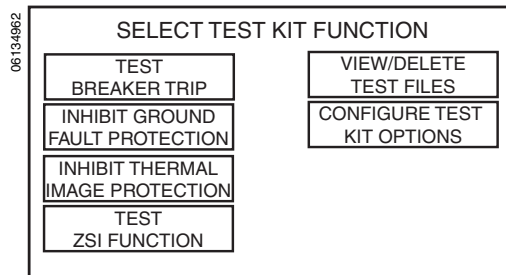 06134962
SELECT TEST KIT FUNCTION
TEST
BREAKER TRIP
INHIBIT GROUND
FAULT PROTECTION
INHIBIT THERMAL
IMAGE PROTECTION
TEST
ZSI FUNCTION
VIEW/DELETE
TEST FILES
CONFIGURE TEST
KIT OPTIONS